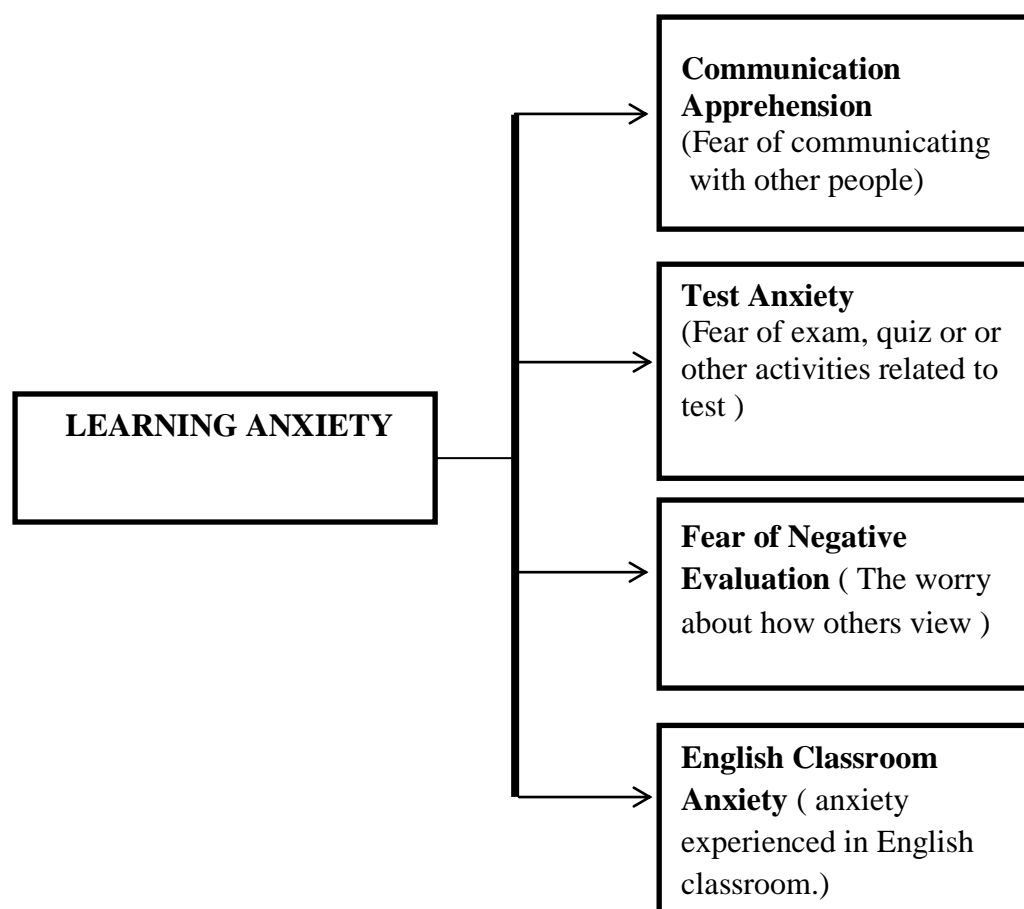 Communication
Apprehension
(Fear of communicating
with other people)
Test Anxiety
(Fear of exam, quiz or or
other activities related to
test )
LEARNING ANXIETY
Fear of Negative
Evaluation ( The worry
about how others view )
English Classroom
Anxiety ( anxiety
experienced in English
classroom.)